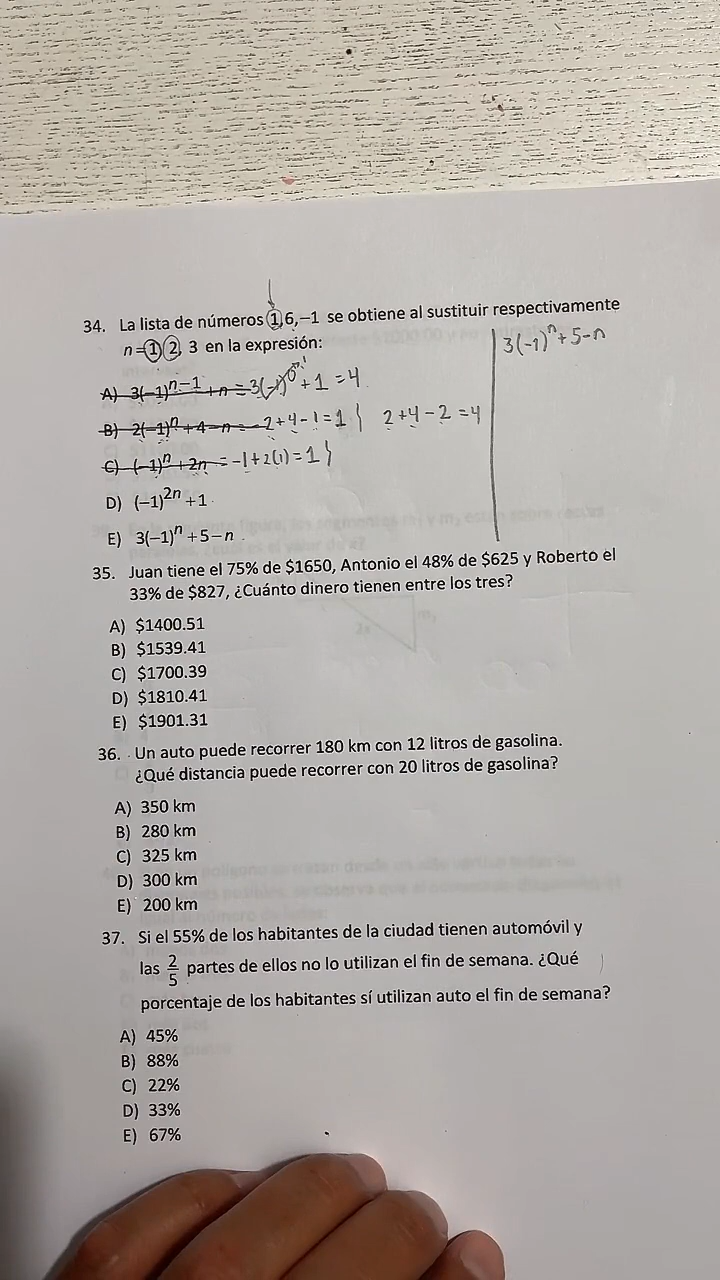 34. La lista de números 1,6,−1 se obtiene al sustituir respectivamente
n=1, 2, 3 en la expresión:
3(-1)ⁿ+5-n
A) 3(−1)ⁿ⁻¹+n = 3(-1)⁰ ¹ +1 =4
B) 2(−1)ⁿ+4−n = -2+4-1=1 } 2+4-2=4
C) (−1)ⁿ+2n = -1+2(1)=1 }
D) (−1)²ⁿ+1
E) 3(−1)ⁿ+5−n
35. Juan tiene el 75% de $1650, Antonio el 48% de $625 y Roberto el
33% de $827, ¿Cuánto dinero tienen entre los tres?
A) $1400.51
B) $1539.41
C) $1700.39
D) $1810.41
E) $1901.31
36. Un auto puede recorrer 180 km con 12 litros de gasolina.
¿Qué distancia puede recorrer con 20 litros de gasolina?
A) 350 km
B) 280 km
C) 325 km
D) 300 km
E) 200 km
37. Si el 55% de los habitantes de la ciudad tienen automóvil y
las 2/5 partes de ellos no lo utilizan el fin de semana. ¿Qué
porcentaje de los habitantes sí utilizan auto el fin de semana?
A) 45%
B) 88%
C) 22%
D) 33%
E) 67%